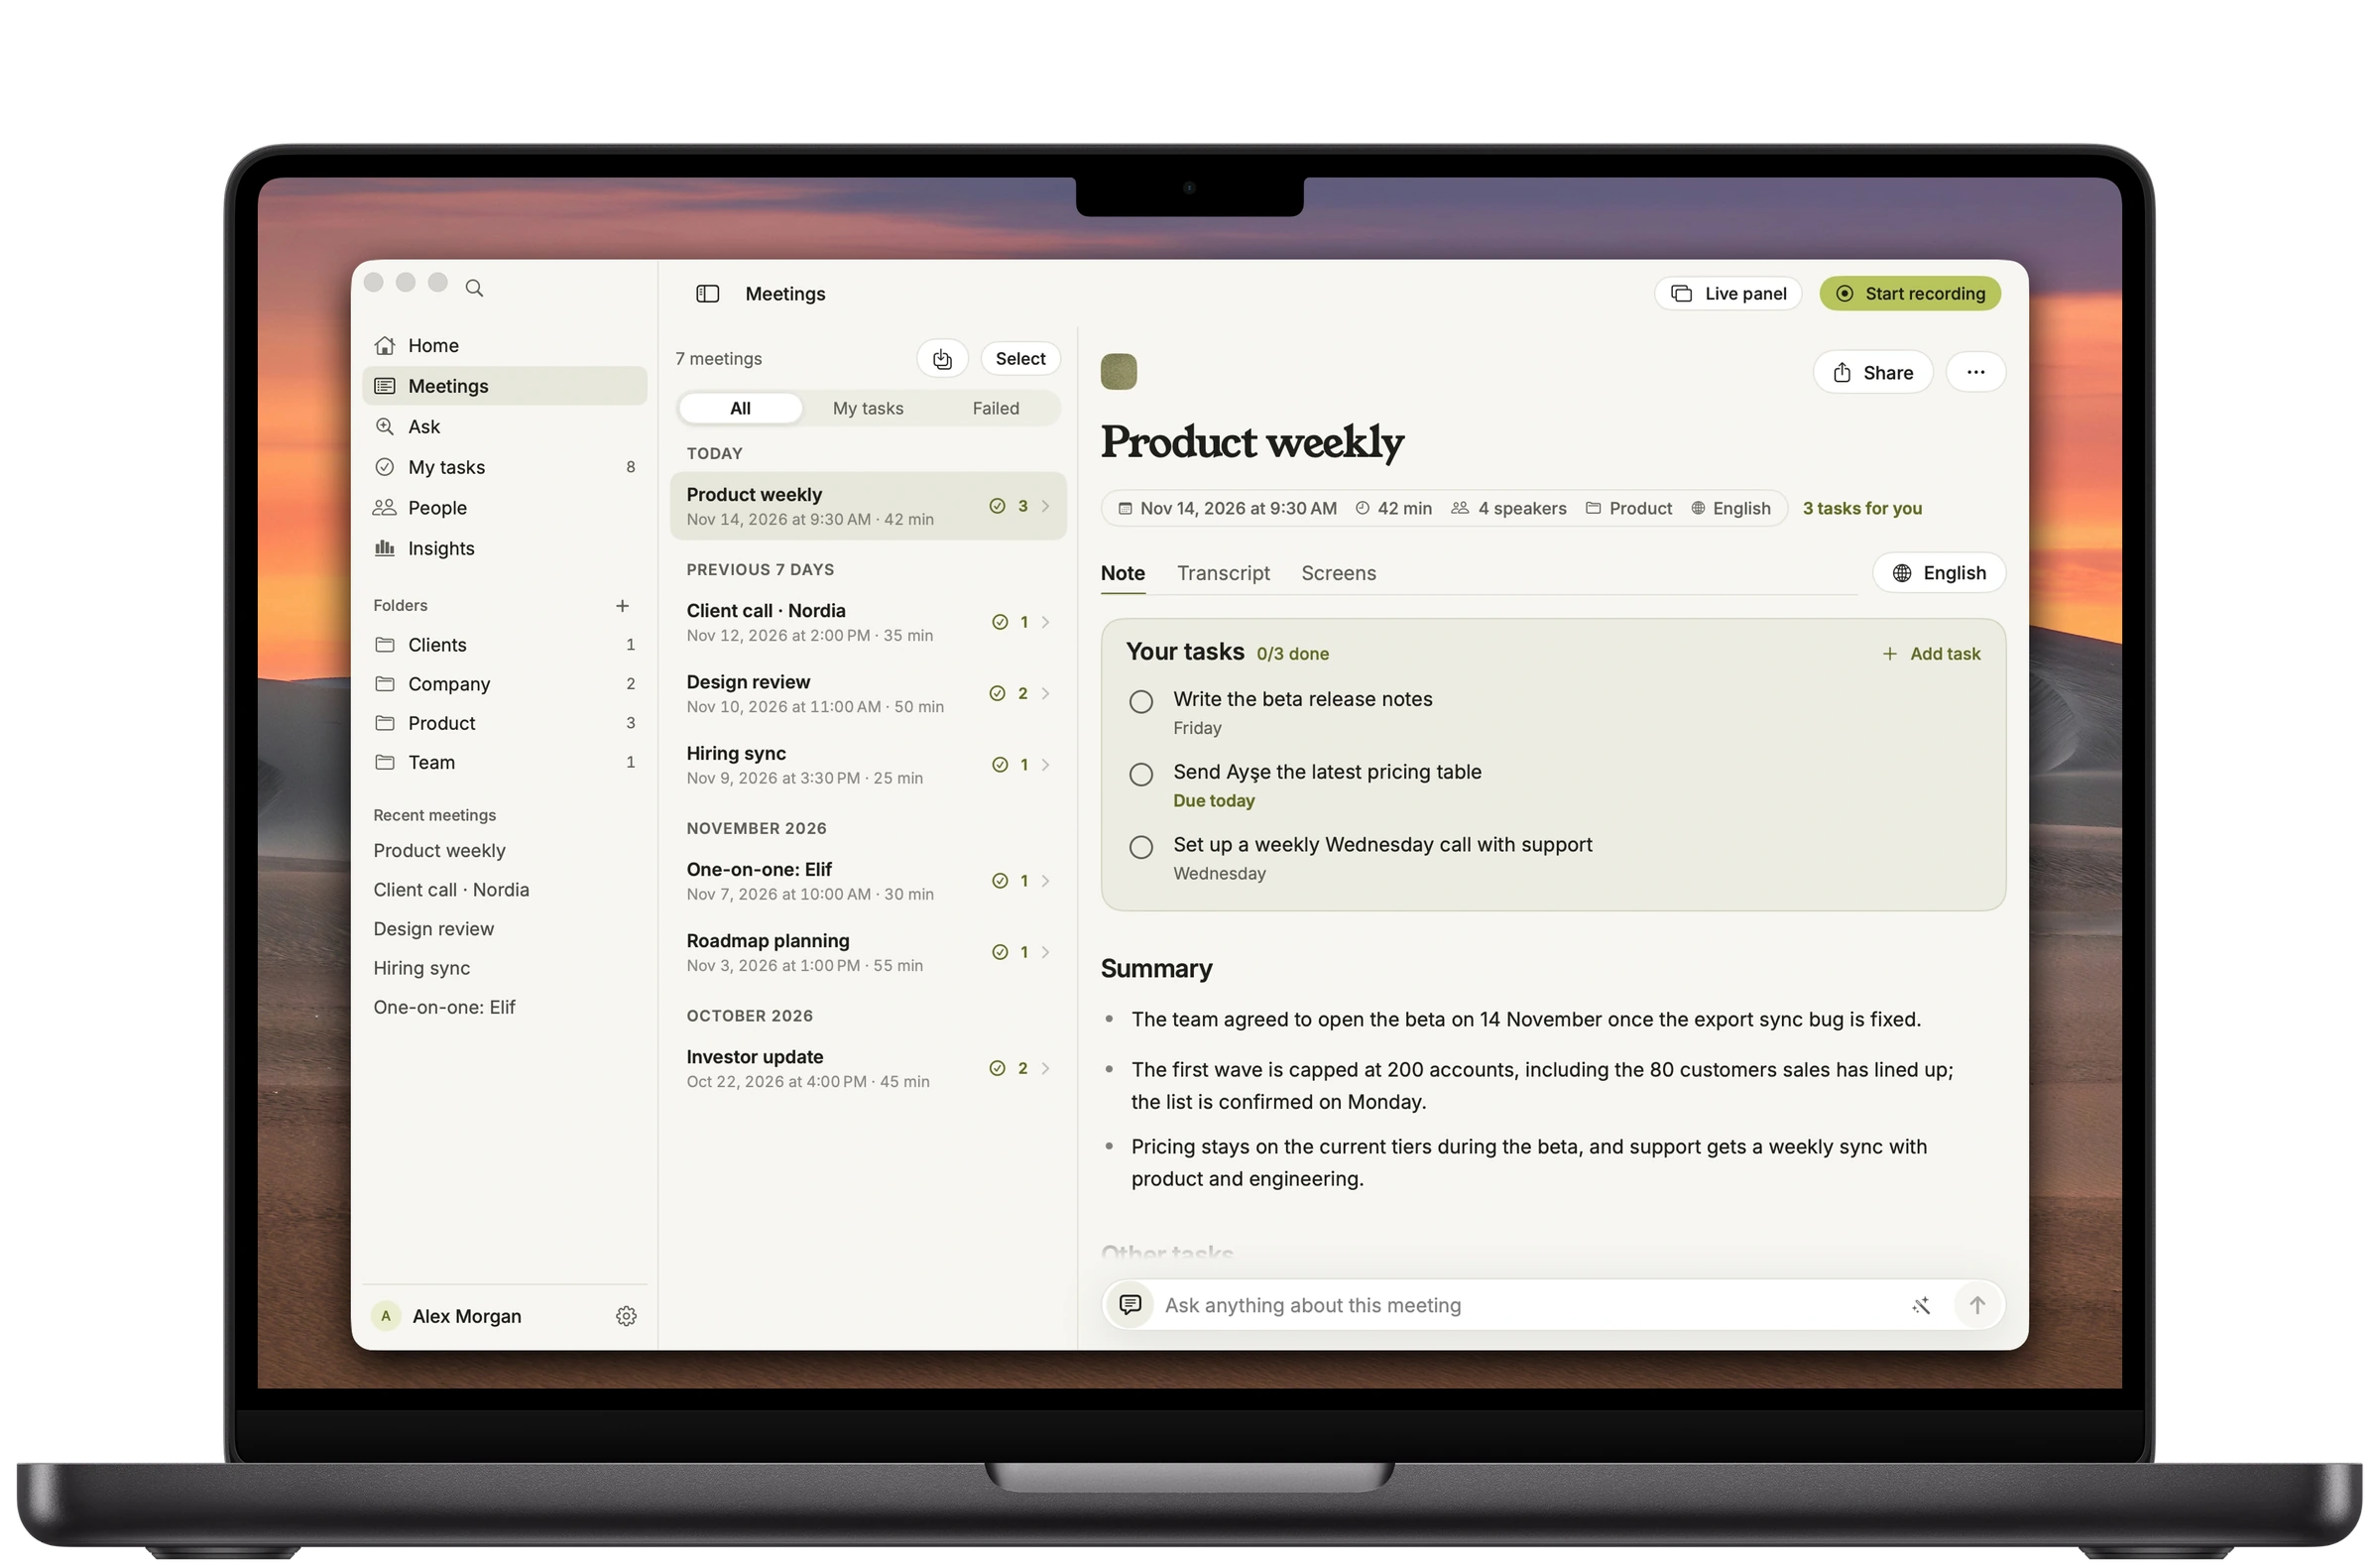 Home
Meetings
Ask
My tasks 8
People
Insights
Folders
Clients 1
Company 2
Product 3
Team 1
Recent meetings
Product weekly
Client call · Nordia
Design review
Hiring sync
One-on-one: Elif
A Alex Morgan
Meetings
Live panel
Start recording
7 meetings
Select
All My tasks Failed
TODAY
Product weekly
Nov 14, 2026 at 9:30 AM · 42 min
3
PREVIOUS 7 DAYS
Client call · Nordia
Nov 12, 2026 at 2:00 PM · 35 min
1
Design review
Nov 10, 2026 at 11:00 AM · 50 min
2
Hiring sync
Nov 9, 2026 at 3:30 PM · 25 min
1
NOVEMBER 2026
One-on-one: Elif
Nov 7, 2026 at 10:00 AM · 30 min
1
Roadmap planning
Nov 3, 2026 at 1:00 PM · 55 min
1
OCTOBER 2026
Investor update
Oct 22, 2026 at 4:00 PM · 45 min
2
Share
Product weekly
Nov 14, 2026 at 9:30 AM 42 min 4 speakers Product English 3 tasks for you
Note Transcript Screens
English
Your tasks 0/3 done
Add task
Write the beta release notes
Friday
Send Ayşe the latest pricing table
Due today
Set up a weekly Wednesday call with support
Wednesday
Summary
• The team agreed to open the beta on 14 November once the export sync bug is fixed.
• The first wave is capped at 200 accounts, including the 80 customers sales has lined up;
the list is confirmed on Monday.
• Pricing stays on the current tiers during the beta, and support gets a weekly sync with
product and engineering.
Other tasks
Ask anything about this meeting